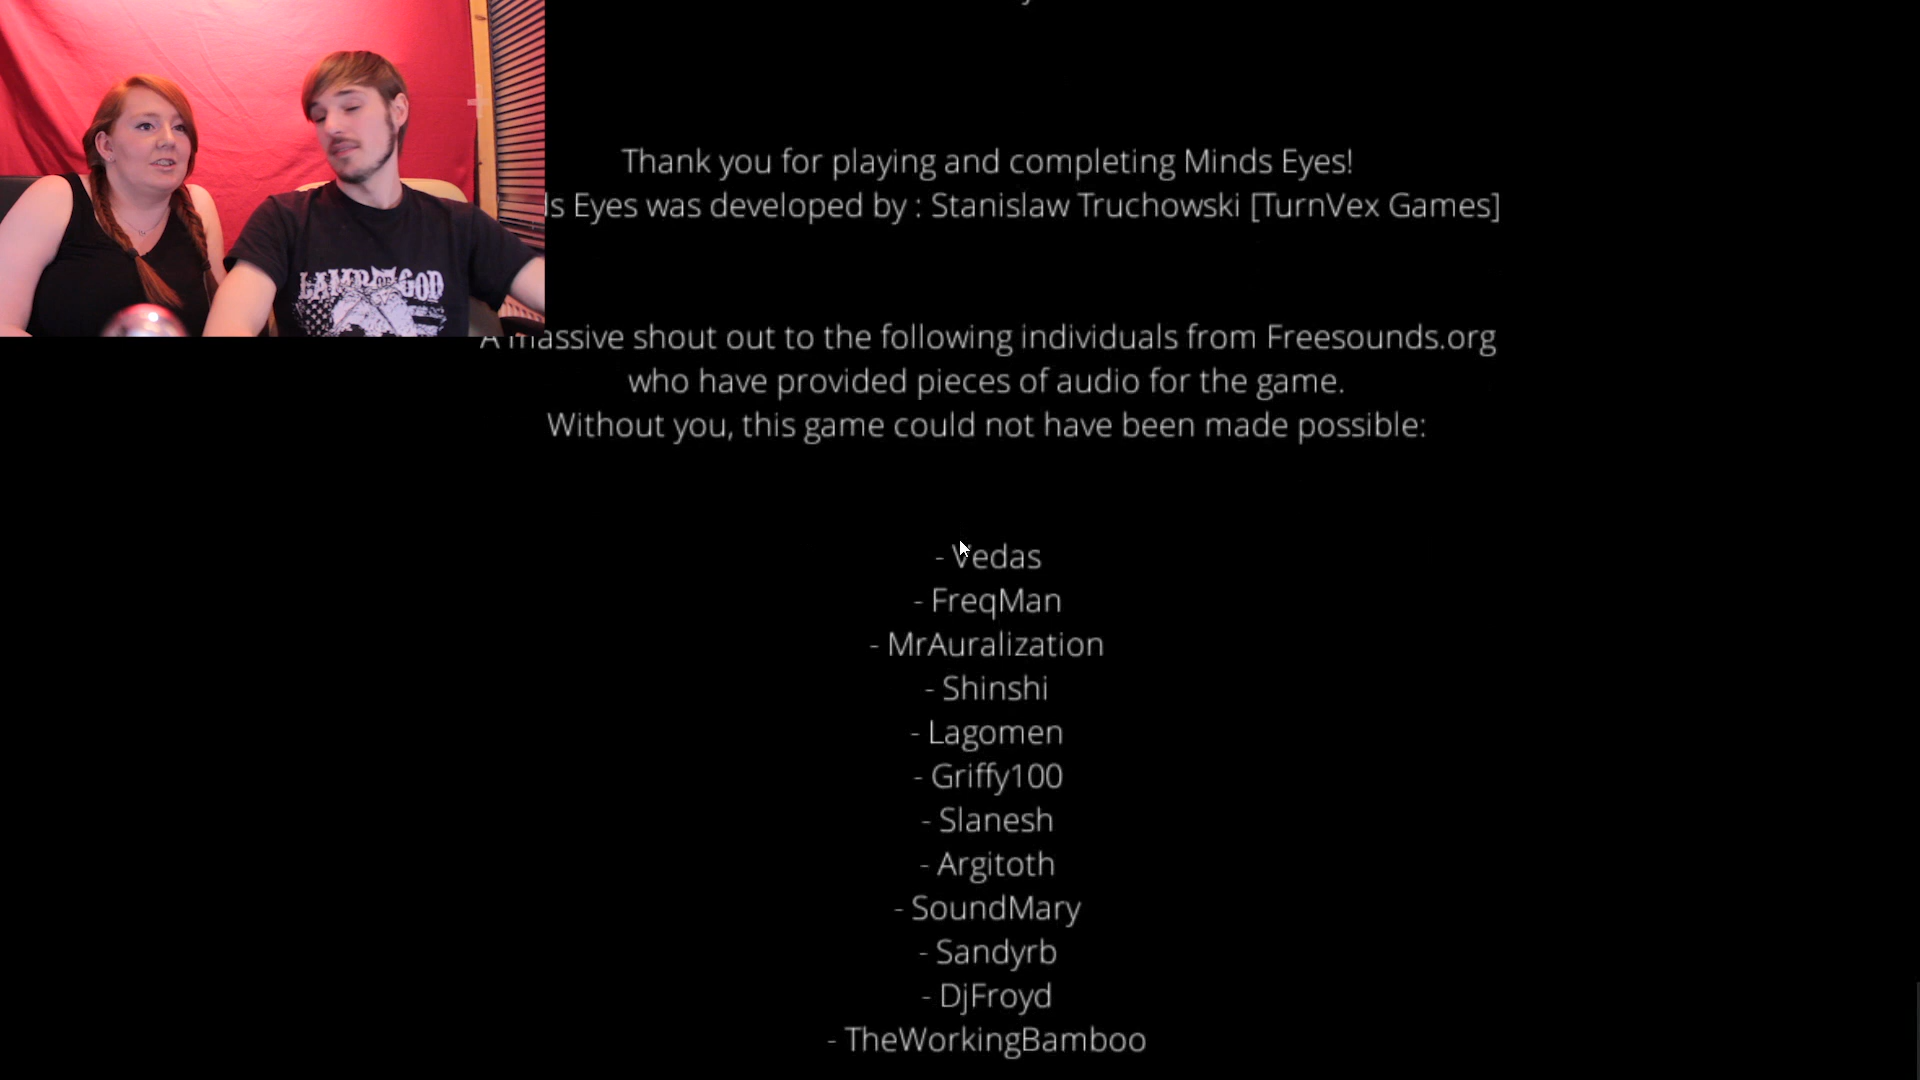 Thank you for playing and completing Minds Eyes!
Eyes was developed by : Stanislaw Truchowski [TurnVex Games]
LAMB OF GOD
A massive shout out to the following individuals from Freesounds.org
who have provided pieces of audio for the game.
Without you, this game could not have been made possible:
- Vedas
- FreqMan
- MrAuralization
- Shinshi
- Lagomen
- Griffy100
- Slanesh
- Argitoth
- SoundMary
- Sandyrb
- DjFroyd
- TheWorkingBamboo